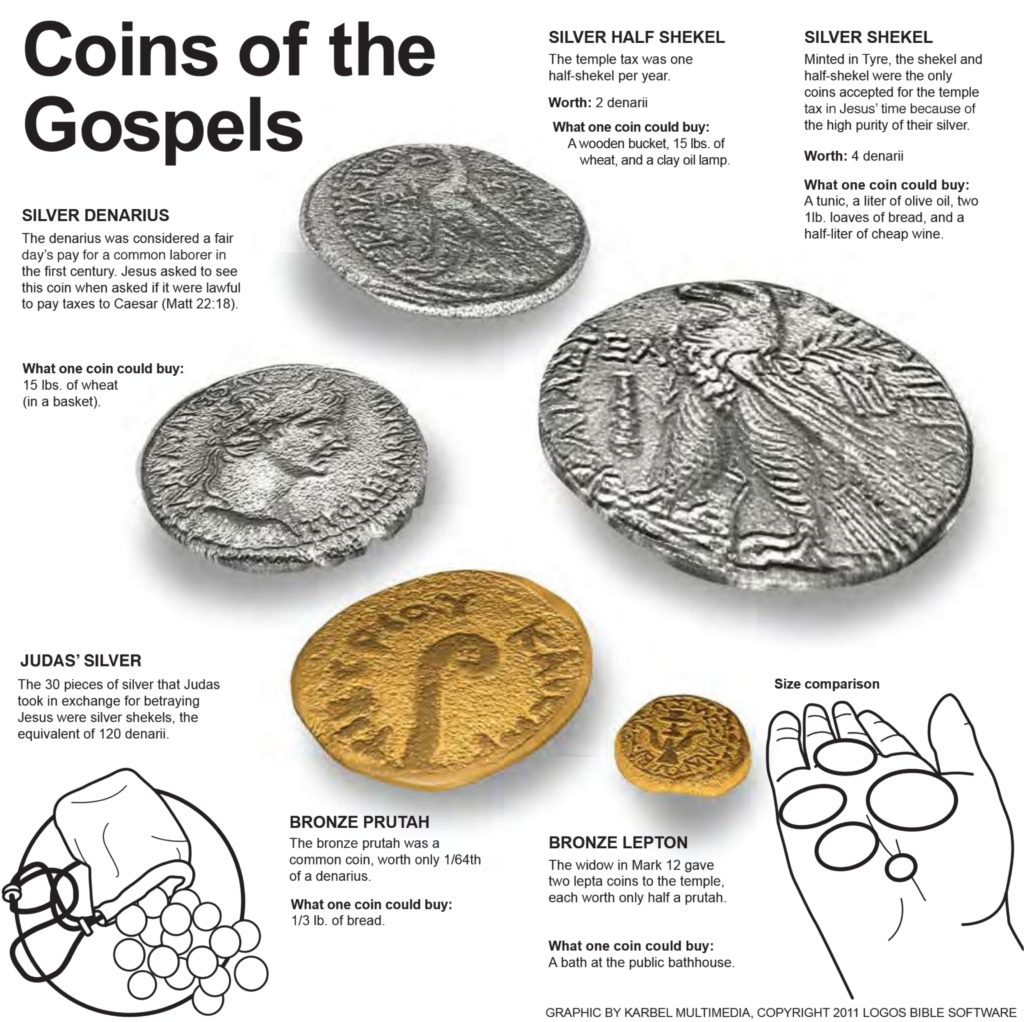 Coins of the
Gospels
SILVER HALF SHEKEL
The temple tax was one
half-shekel per year.
Worth: 2 denarii
What one coin could buy:
A wooden bucket, 15 lbs. of
wheat, and a clay oil lamp.
SILVER SHEKEL
Minted in Tyre, the shekel and
half-shekel were the only
coins accepted for the temple
tax in Jesus' time because of
the high purity of their silver.
Worth: 4 denarii
What one coin could buy:
A tunic, a liter of olive oil, two
1lb. loaves of bread, and a
half-liter of cheap wine.
SILVER DENARIUS
The denarius was considered a fair
day's pay for a common laborer in
the first century. Jesus asked to see
this coin when asked if it were lawful
to pay taxes to Caesar (Matt 22:18).
What one coin could buy:
15 lbs. of wheat
(in a basket).
JUDAS' SILVER
The 30 pieces of silver that Judas
took in exchange for betraying
Jesus were silver shekels, the
equivalent of 120 denarii.
BRONZE PRUTAH
The bronze prutah was a
common coin, worth only 1/64th
of a denarius.
What one coin could buy:
1/3 lb. of bread.
BRONZE LEPTON
The widow in Mark 12 gave
two lepta coins to the temple,
each worth only half a prutah.
What one coin could buy:
A bath at the public bathhouse.
Size comparison
GRAPHIC BY KARBEL MULTIMEDIA, COPYRIGHT 2011 LOGOS BIBLE SOFTWARE